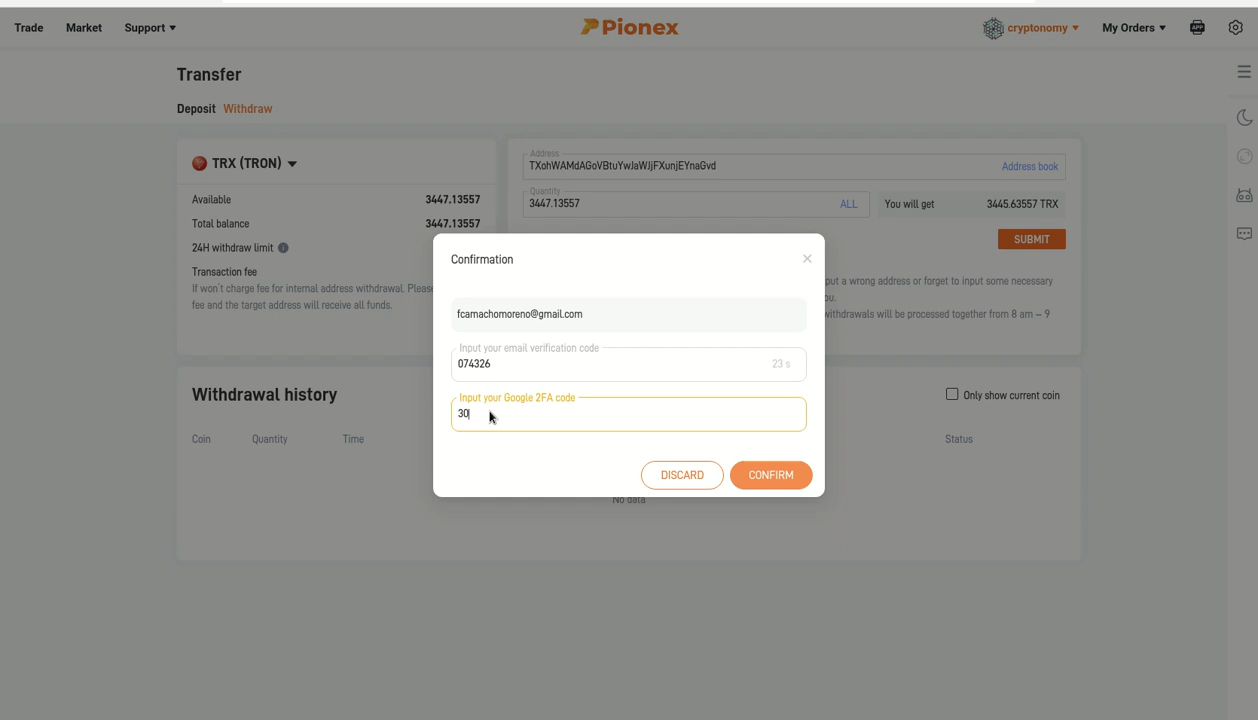 Trade Market Support
Pionex
cryptonomy My Orders APP
Transfer
Deposit Withdraw
TRX (TRON)
Available 3447.13557
Total balance 3447.13557
24H withdraw limit i
Transaction fee
If won't charge fee for internal address withdrawal. Please
fee and the target address will receive all funds.
Address
TXohWAMdAGoVBtuYwJaWJjFXunjEYnaGvd Address book
Quantity
3447.13557 ALL You will get 3445.63557 TRX
SUBMIT
put a wrong address or forget to input some necessary
ou.
withdrawals will be processed together from 8 am – 9
Confirmation
fcamachomoreno@gmail.com
Input your email verification code
074326 23 s
Input your Google 2FA code
30
DISCARD CONFIRM
Withdrawal history Only show current coin
Coin Quantity Time Status
No data